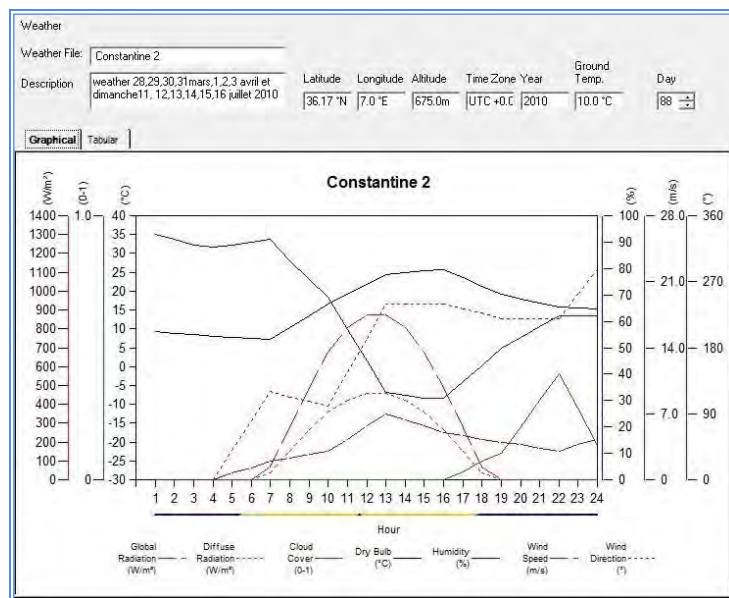 Weather
Weather File: Constantine 2
Description weather 28,29,30,31mars,1,2,3 avril et
dimanche11, 12,13,14,15,16 juillet 2010
Latitude Longitude Altitude Time Zone Year Ground Temp. Day
36.17 °N 7.0 °E 675.0m UTC +0.0 2010 10.0 °C 88
Graphical Tabular
Constantine 2
(W/m²) (0-1) (°C) (%) (m/s) (°)
1400 1.0 40 100 28.0 360
1300 35 90
1200 30
1100 25 80
1000 20 21.0 270
900 15 70
800 10 60
700 5 50 14.0 180
600 0
500 -5 40
400 -10 30
300 -15 7.0 90
200 -20 20
100 -25 10
0 0 -30 0 0 0
1 2 3 4 5 6 7 8 9 10 11 12 13 14 15 16 17 18 19 20 21 22 23 24
Hour
Global Diffuse Cloud Dry Bulb Humidity Wind Wind
Radiation Radiation Cover (°C) (%) Speed Direction
(W/m²) (W/m²) (0-1) (m/s) (°)